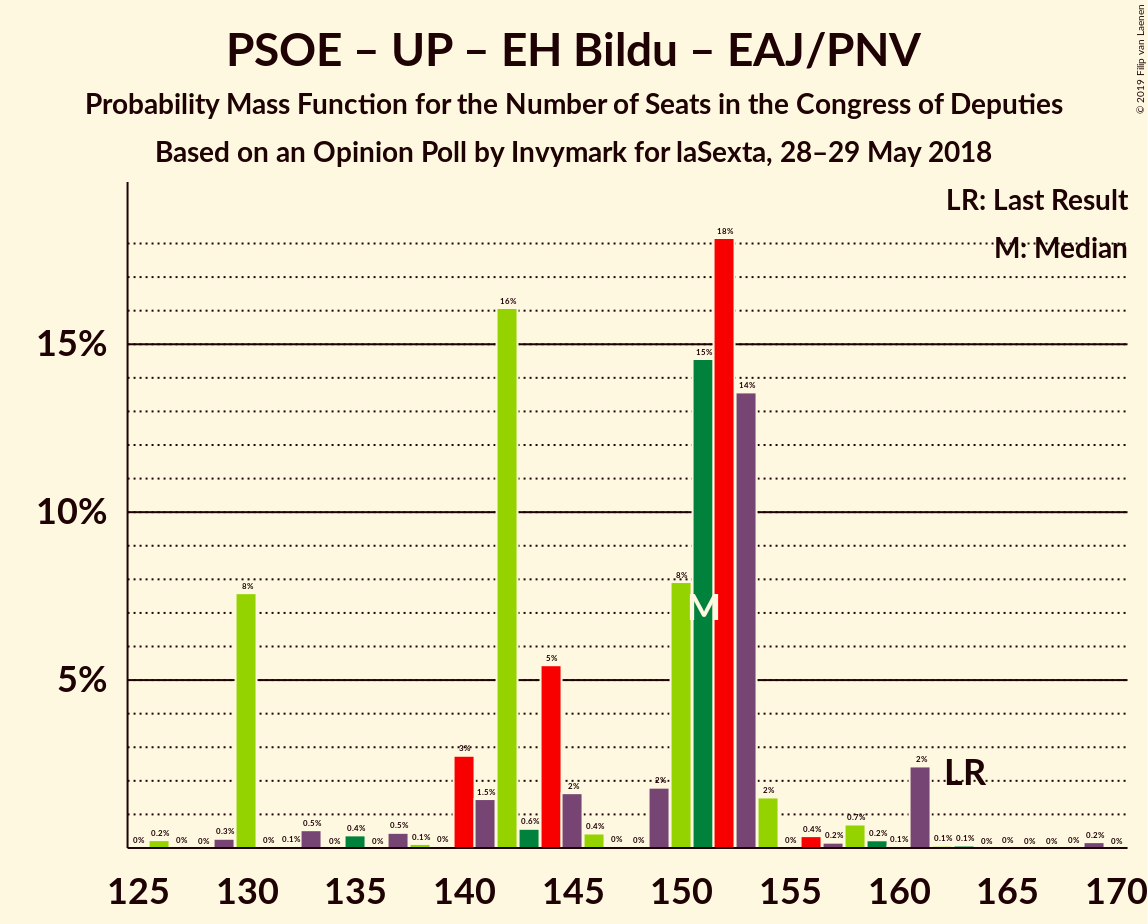 PSOE – UP – EH Bildu – EAJ/PNV
Probability Mass Function for the Number of Seats in the Congress of Deputies
Based on an Opinion Poll by Invymark for laSexta, 28–29 May 2018
© 2019 Filip van Laenen
LR: Last Result
M: Median
15%
10%
5%
0% 0.2% 0% 0% 0.3% 8% 0% 0.1% 0.5% 0% 0.4% 0% 0.5% 0.1% 0% 3% 1.5% 16% 0.6% 5% 2% 0.4% 0% 0% 2% 8% 15% 18% 14% 2% 0% 0.4% 0.2% 0.7% 0.2% 0.1% 2% 0.1% 0.1% 0% 0% 0% 0% 0% 0.2% 0%
M
LR
125 130 135 140 145 150 155 160 165 170